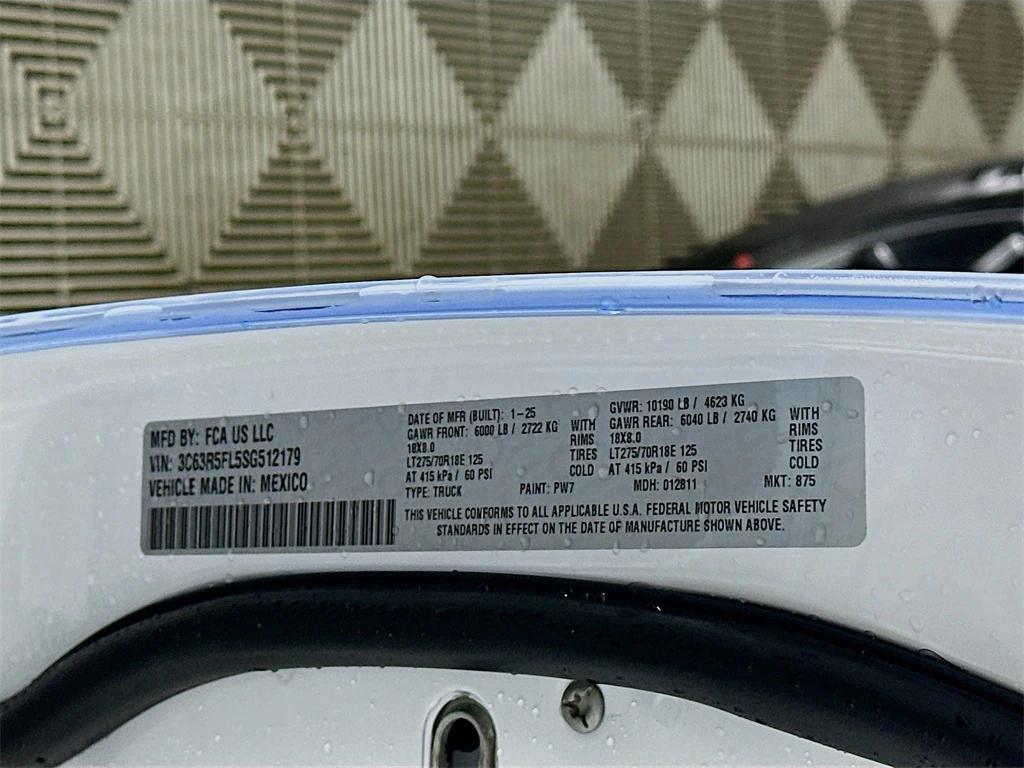 MFD BY: FCA US LLC
VIN: 3C63R5FL5SG512179
VEHICLE MADE IN: MEXICO
DATE OF MFR (BUILT): 1-25
GAWR FRONT: 6000 LB / 2722 KG
18X8.0
LT275/70R18E 125
AT 415 kPa / 60 PSI
TYPE: TRUCK
WITH
RIMS
TIRES
COLD
PAINT: PW7
GVWR: 10190 LB / 4623 KG
GAWR REAR: 6040 LB / 2740 KG
18X8.0
LT275/70R18E 125
AT 415 kPa / 60 PSI
MDH: 012811
WITH
RIMS
TIRES
COLD
MKT: 875
THIS VEHICLE CONFORMS TO ALL APPLICABLE U.S.A. FEDERAL MOTOR VEHICLE SAFETY
STANDARDS IN EFFECT ON THE DATE OF MANUFACTURE SHOWN ABOVE.